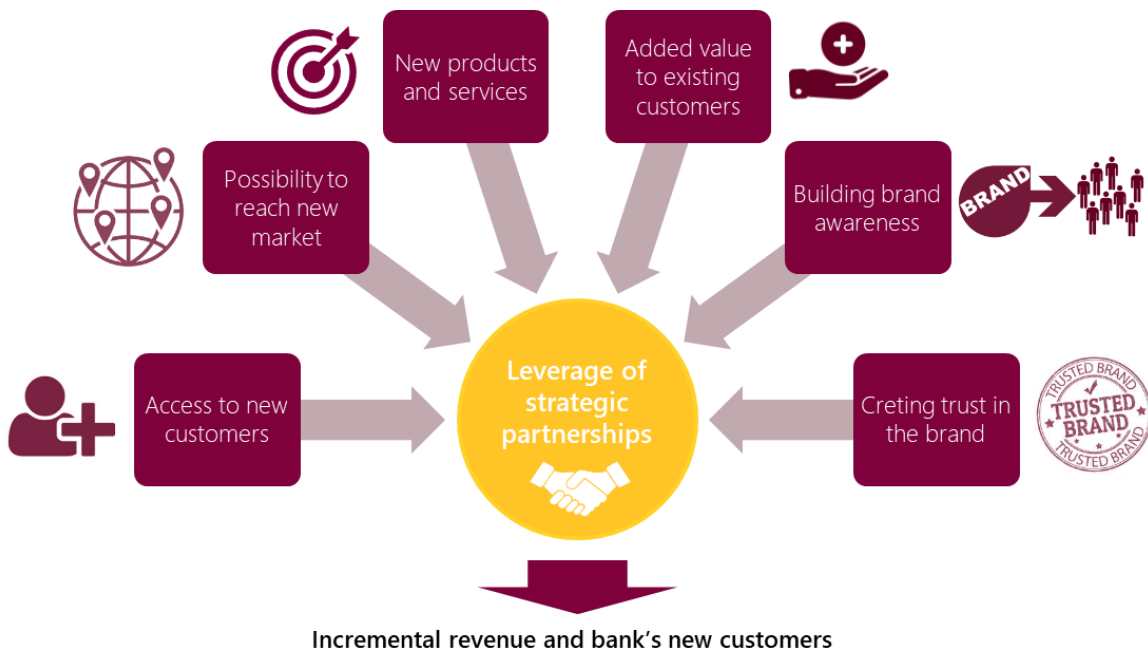 New products
and services
Added value
to existing
customers
Possibility to
reach new
market
Building brand
awareness
BRAND
Access to new
customers
Leverage of
strategic
partnerships
Creting trust in
the brand
TRUSTED BRAND
TRUSTED
BRAND
TRUSTED BRAND
Incremental revenue and bank's new customers